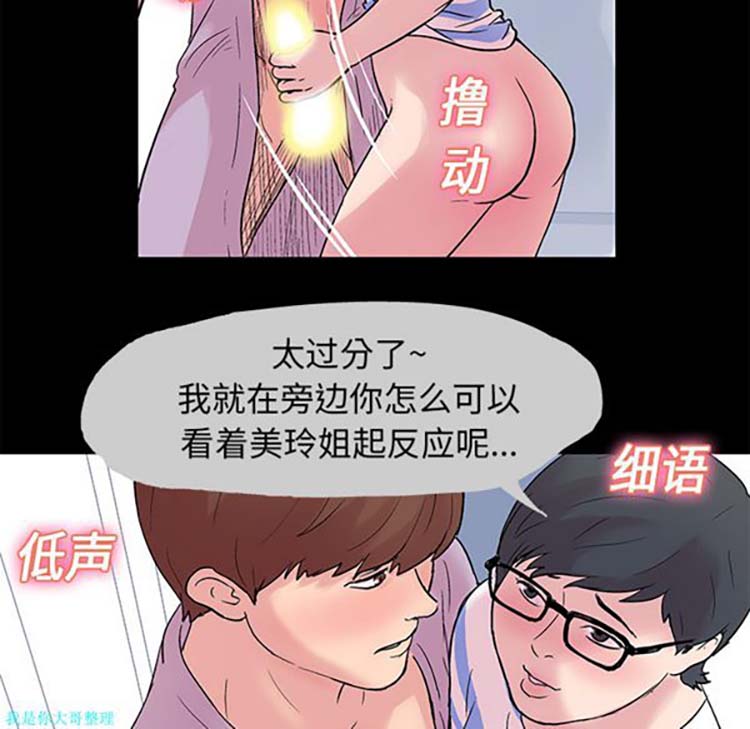 撸动
太过分了~
我就在旁边你怎么可以
看着美玲姐起反应呢...
细语
低声
我是你大哥整理